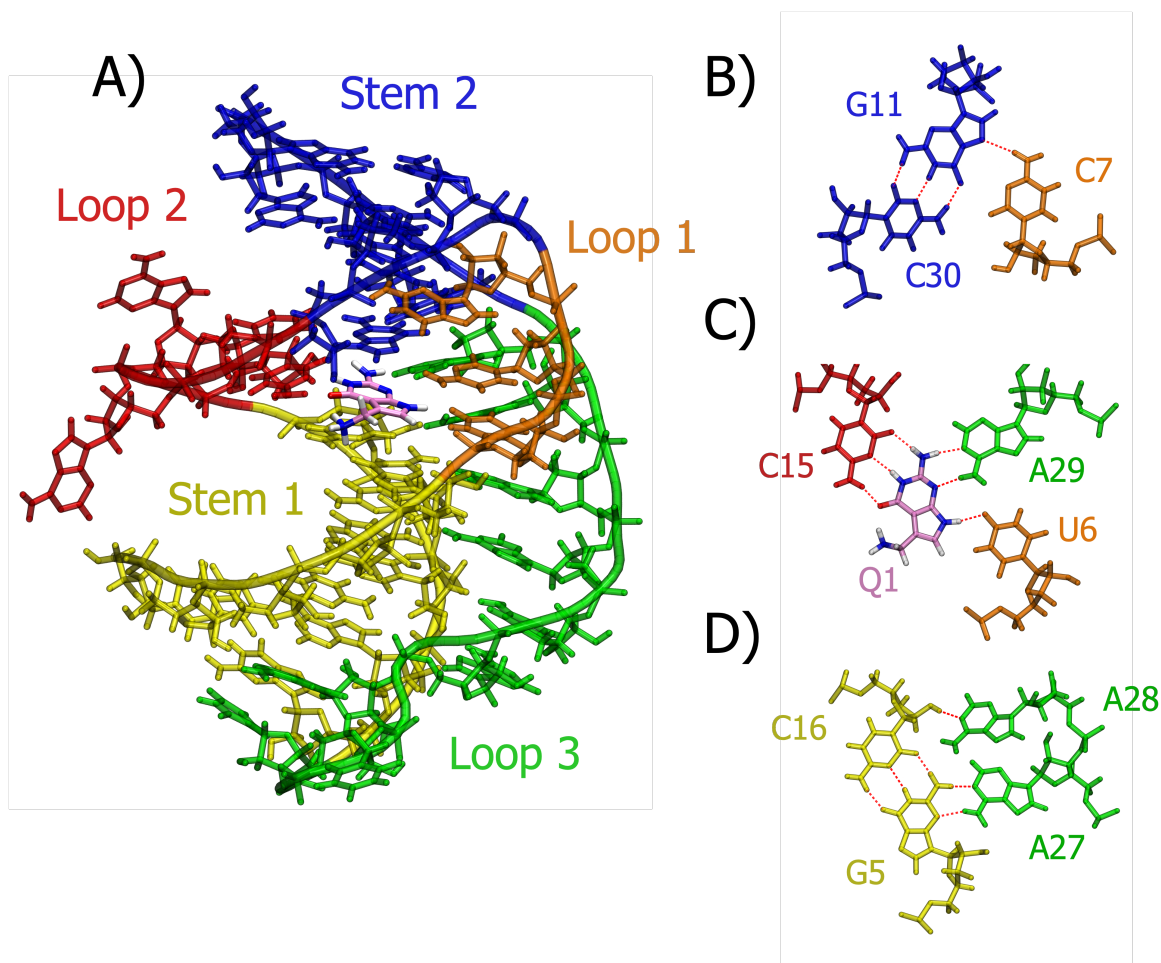 A)
Stem 2
Loop 2
Loop 1
Stem 1
Loop 3
B)
G11
C7
C30
C)
C15
A29
U6
Q1
D)
A28
C16
A27
G5